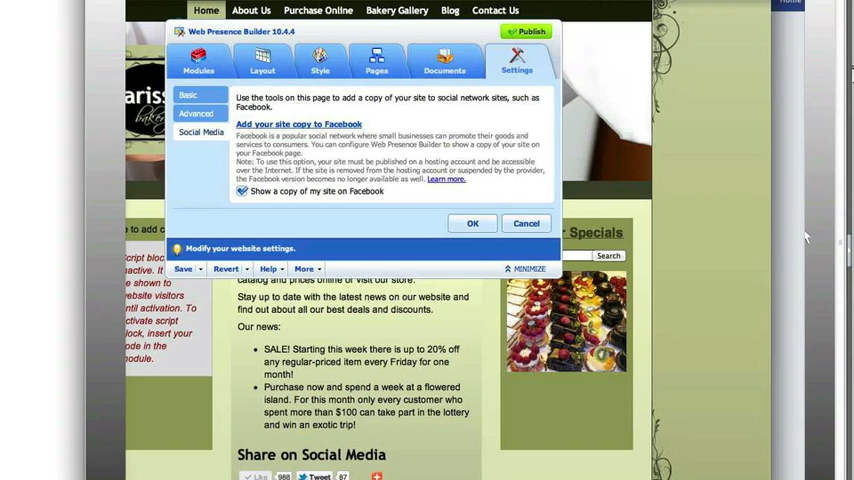 Home
Home About Us Purchase Online Bakery Gallery Blog Contact Us
Web Presence Builder 10.4.4
Publish
Modules Layout Style Pages Documents Settings
Basic
Advanced
Social Media
Use the tools on this page to add a copy of your site to social network sites, such as
Facebook.
Add your site copy to Facebook
Facebook is a popular social network where small businesses can promote their goods and
services to consumers. You can configure Web Presence Builder to show a copy of your site on
your Facebook page.
Note: To use this option, your site must be published on a hosting account and be accessible
over the Internet. If the site is removed from the hosting account or suspended by the provider,
the Facebook version becomes no longer available as well. Learn more.
Show a copy of my site on Facebook
OK Cancel
Modify your website settings.
Save Revert Help More MINIMIZE
ariss
bakery
e to add c
Script bloc
active. It
e shown to
ebsite visitors
ntil activation. To
ctivate script
lock, insert your
ode in the
module.
catalog and prices online or visit our store.
Stay up to date with the latest news on our website and
find out about all our best deals and discounts.
Our news:
SALE! Starting this week there is up to 20% off
any regular-priced item every Friday for one
month!
Purchase now and spend a week at a flowered
island. For this month only every customer who
spent more than $100 can take part in the lottery
and win an exotic trip!
Share on Social Media
Like 988 Tweet 87
r Specials
Search